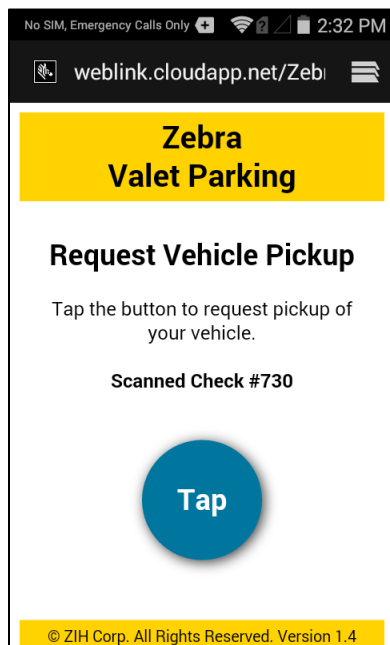 No SIM, Emergency Calls Only 2:32 PM
weblink.cloudapp.net/Zeb
Zebra
Valet Parking
Request Vehicle Pickup
Tap the button to request pickup of
your vehicle.
Scanned Check #730
Tap
© ZIH Corp. All Rights Reserved. Version 1.4